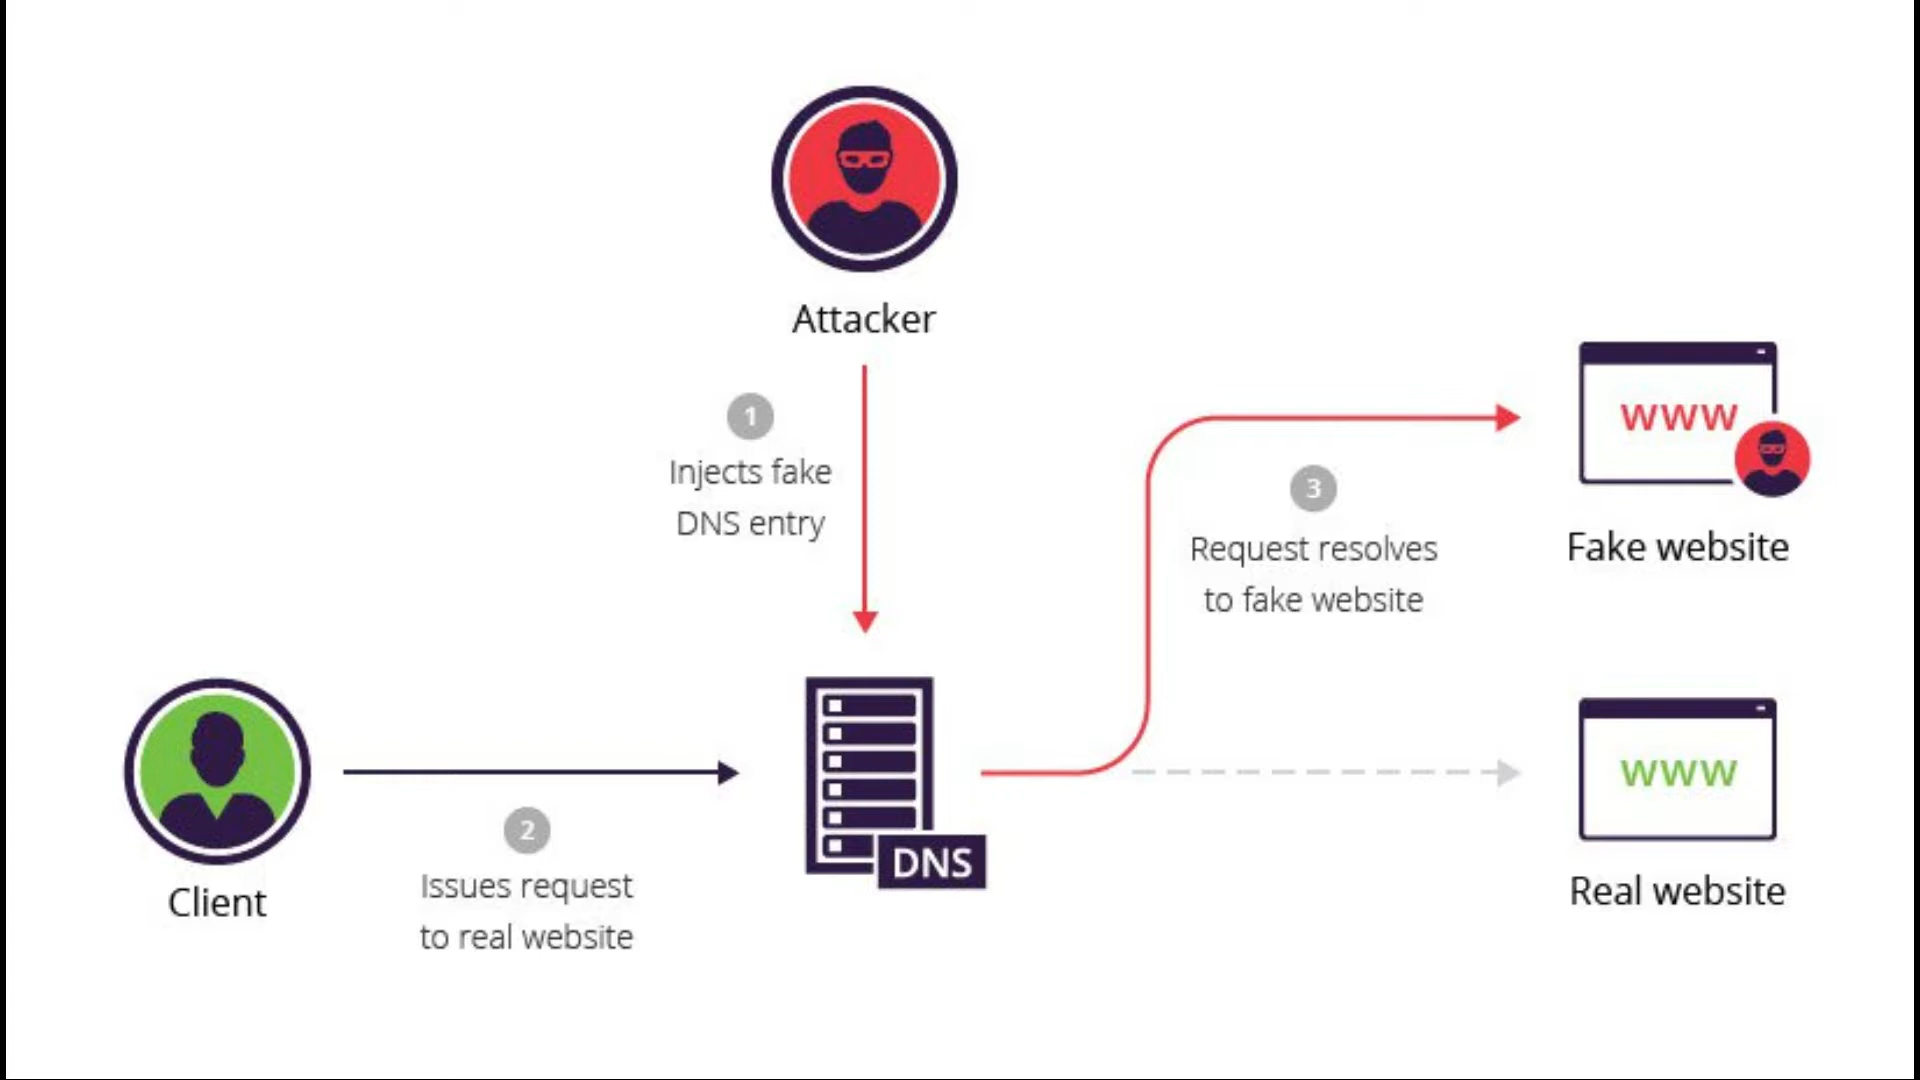 Attacker
1
Injects fake
DNS entry
www
Fake website
3
Request resolves
to fake website
Client
2
Issues request
to real website
DNS
www
Real website